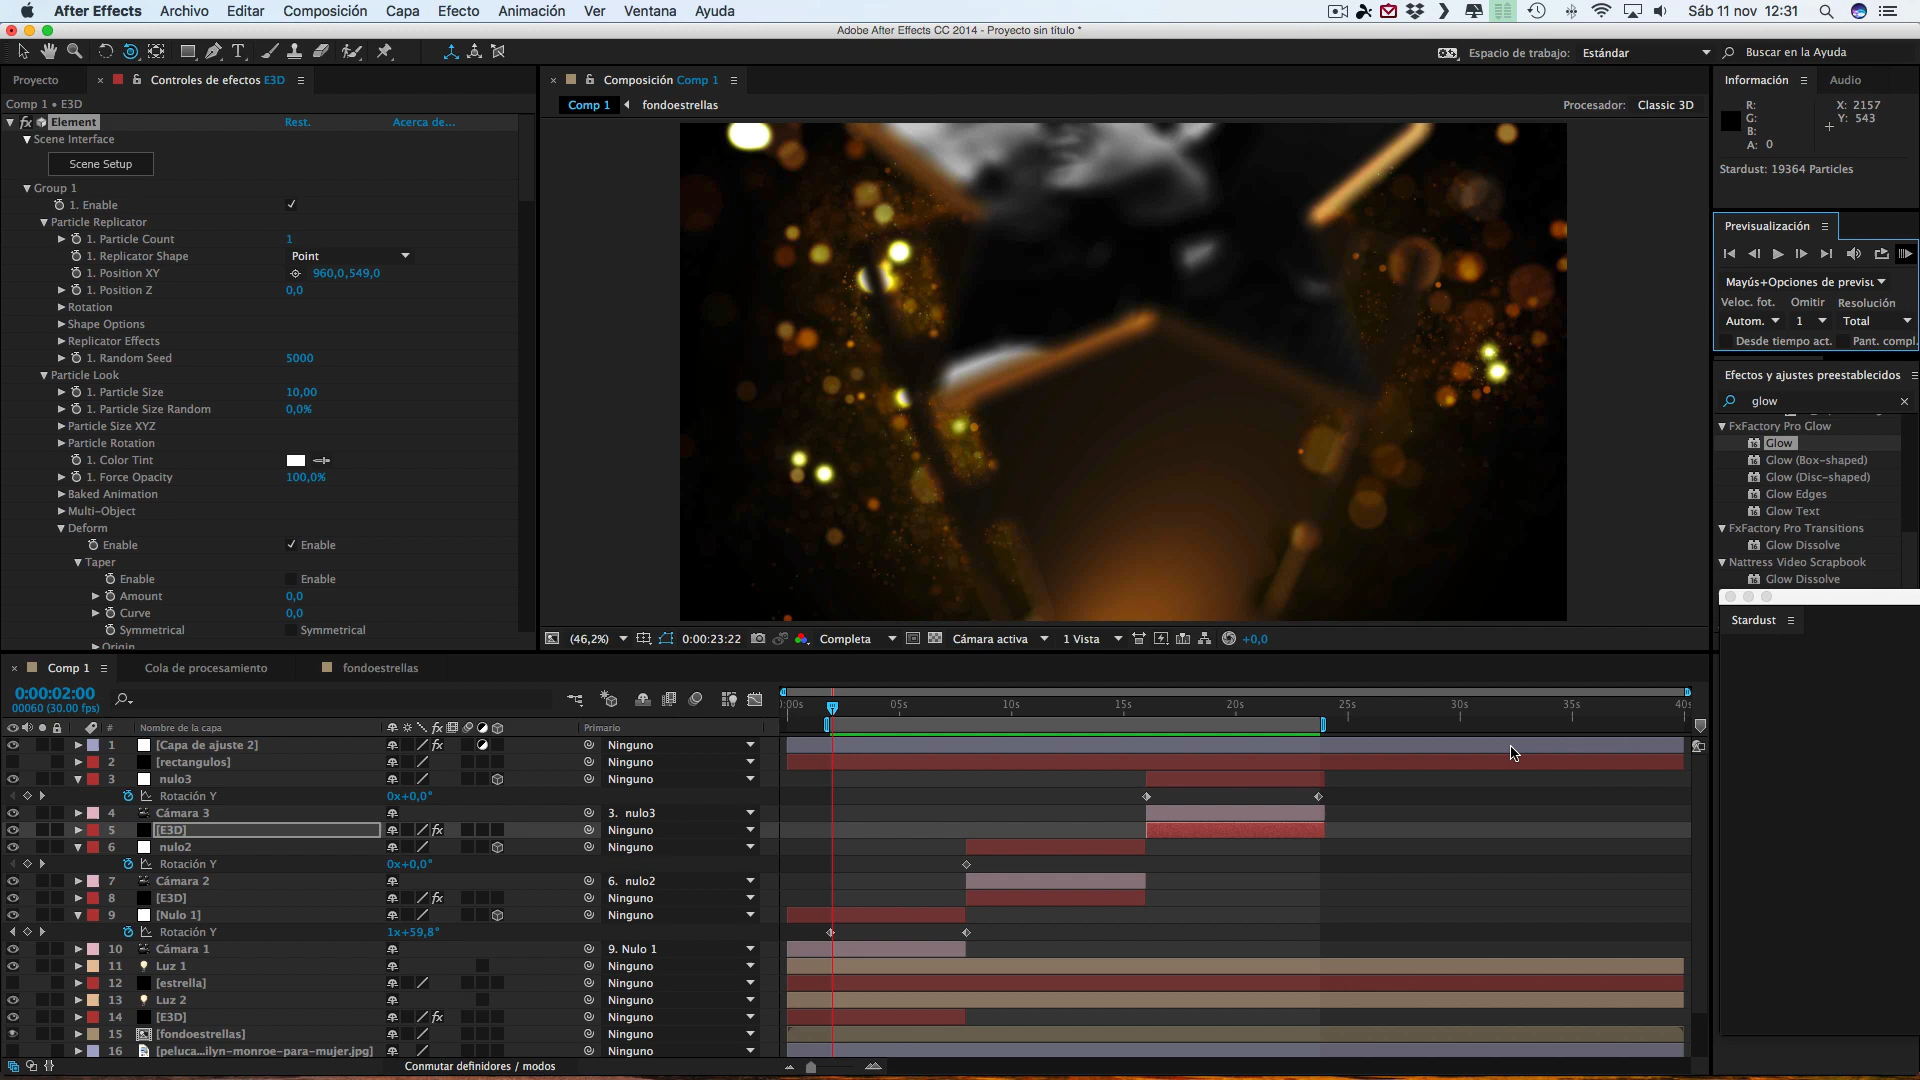 After Effects Archivo Editar Composición Capa Efecto Animación Ver Ventana Ayuda Sáb 11 nov 12:31
Adobe After Effects CC 2014 - Proyecto sin título *
Espacio de trabajo: Estándar Buscar en la Ayuda
Proyecto × Controles de efectos E3D
× Composición Comp 1
Información Audio
Comp 1 • E3D
Comp 1 fondoestrellas
Procesador: Classic 3D
R: X: 2157
G: Y: 543
B:
A: 0
Stardust: 19364 Particles
fx Element Rest. Acerca de...
Scene Interface
Scene Setup
Group 1
1. Enable
Particle Replicator
1. Particle Count 1
1. Replicator Shape Point
1. Position XY 960,0,549,0
1. Position Z 0,0
Rotation
Shape Options
Replicator Effects
1. Random Seed 5000
Particle Look
1. Particle Size 10,00
1. Particle Size Random 0,0%
Particle Size XYZ
Particle Rotation
1. Color Tint
1. Force Opacity 100,0%
Baked Animation
Multi-Object
Deform
Enable Enable
Taper
Enable Enable
Amount 0,0
Curve 0,0
Symmetrical Symmetrical
Origin
Previsualización
Mayús+Opciones de previsu
Veloc. fot. Omitir Resolución
Autom. 1 Total
Desde tiempo act. Pant. compl.
Efectos y ajustes preestablecidos
glow ×
FxFactory Pro Glow
Glow
Glow (Box-shaped)
Glow (Disc-shaped)
Glow Edges
Glow Text
FxFactory Pro Transitions
Glow Dissolve
Nattress Video Scrapbook
Glow Dissolve
Stardust
(46,2%) 0:00:23:22 Completa Cámara activa 1 Vista +0,0
× Comp 1 Cola de procesamiento fondoestrellas
0:00:02:00
00060 (30.00 fps)
):00s 05s 10s 15s 20s 25s 30s 35s 40s
# Nombre de la capa fx Primario
1 [Capa de ajuste 2] fx Ninguno
2 [rectangulos] Ninguno
3 nulo3 Ninguno
Rotación Y 0x+0,0°
4 Cámara 3 3. nulo3
5 [E3D] fx Ninguno
6 nulo2 Ninguno
Rotación Y 0x+0,0°
7 Cámara 2 6. nulo2
8 [E3D] fx Ninguno
9 [Nulo 1] Ninguno
Rotación Y 1x+59,8°
10 Cámara 1 9. Nulo 1
11 Luz 1 Ninguno
12 [estrella] Ninguno
13 Luz 2 Ninguno
14 [E3D] fx Ninguno
15 [fondoestrellas] Ninguno
16 [peluca...ilyn-monroe-para-mujer.jpg] Ninguno
Conmutar definidores / modos